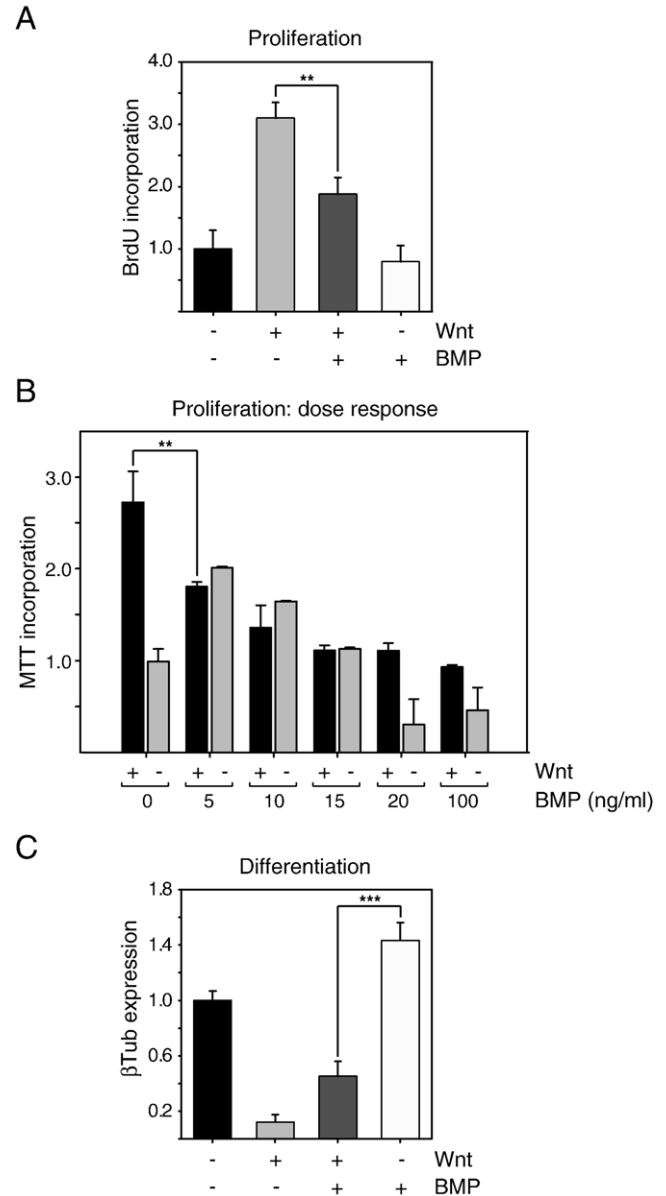 A
Proliferation
BrdU incorporation
4.0
**
3.0
2.0
1.0
- + + - Wnt
- - + + BMP
B
Proliferation: dose response
MTT incorporation
**
3.0
2.0
1.0
+ - + - + - + - + - + - Wnt
0 5 10 15 20 100 BMP (ng/ml)
C
Differentiation
βTub expression
1.8
***
1.4
1.0
0.6
0.2
- + + - Wnt
- - + + BMP